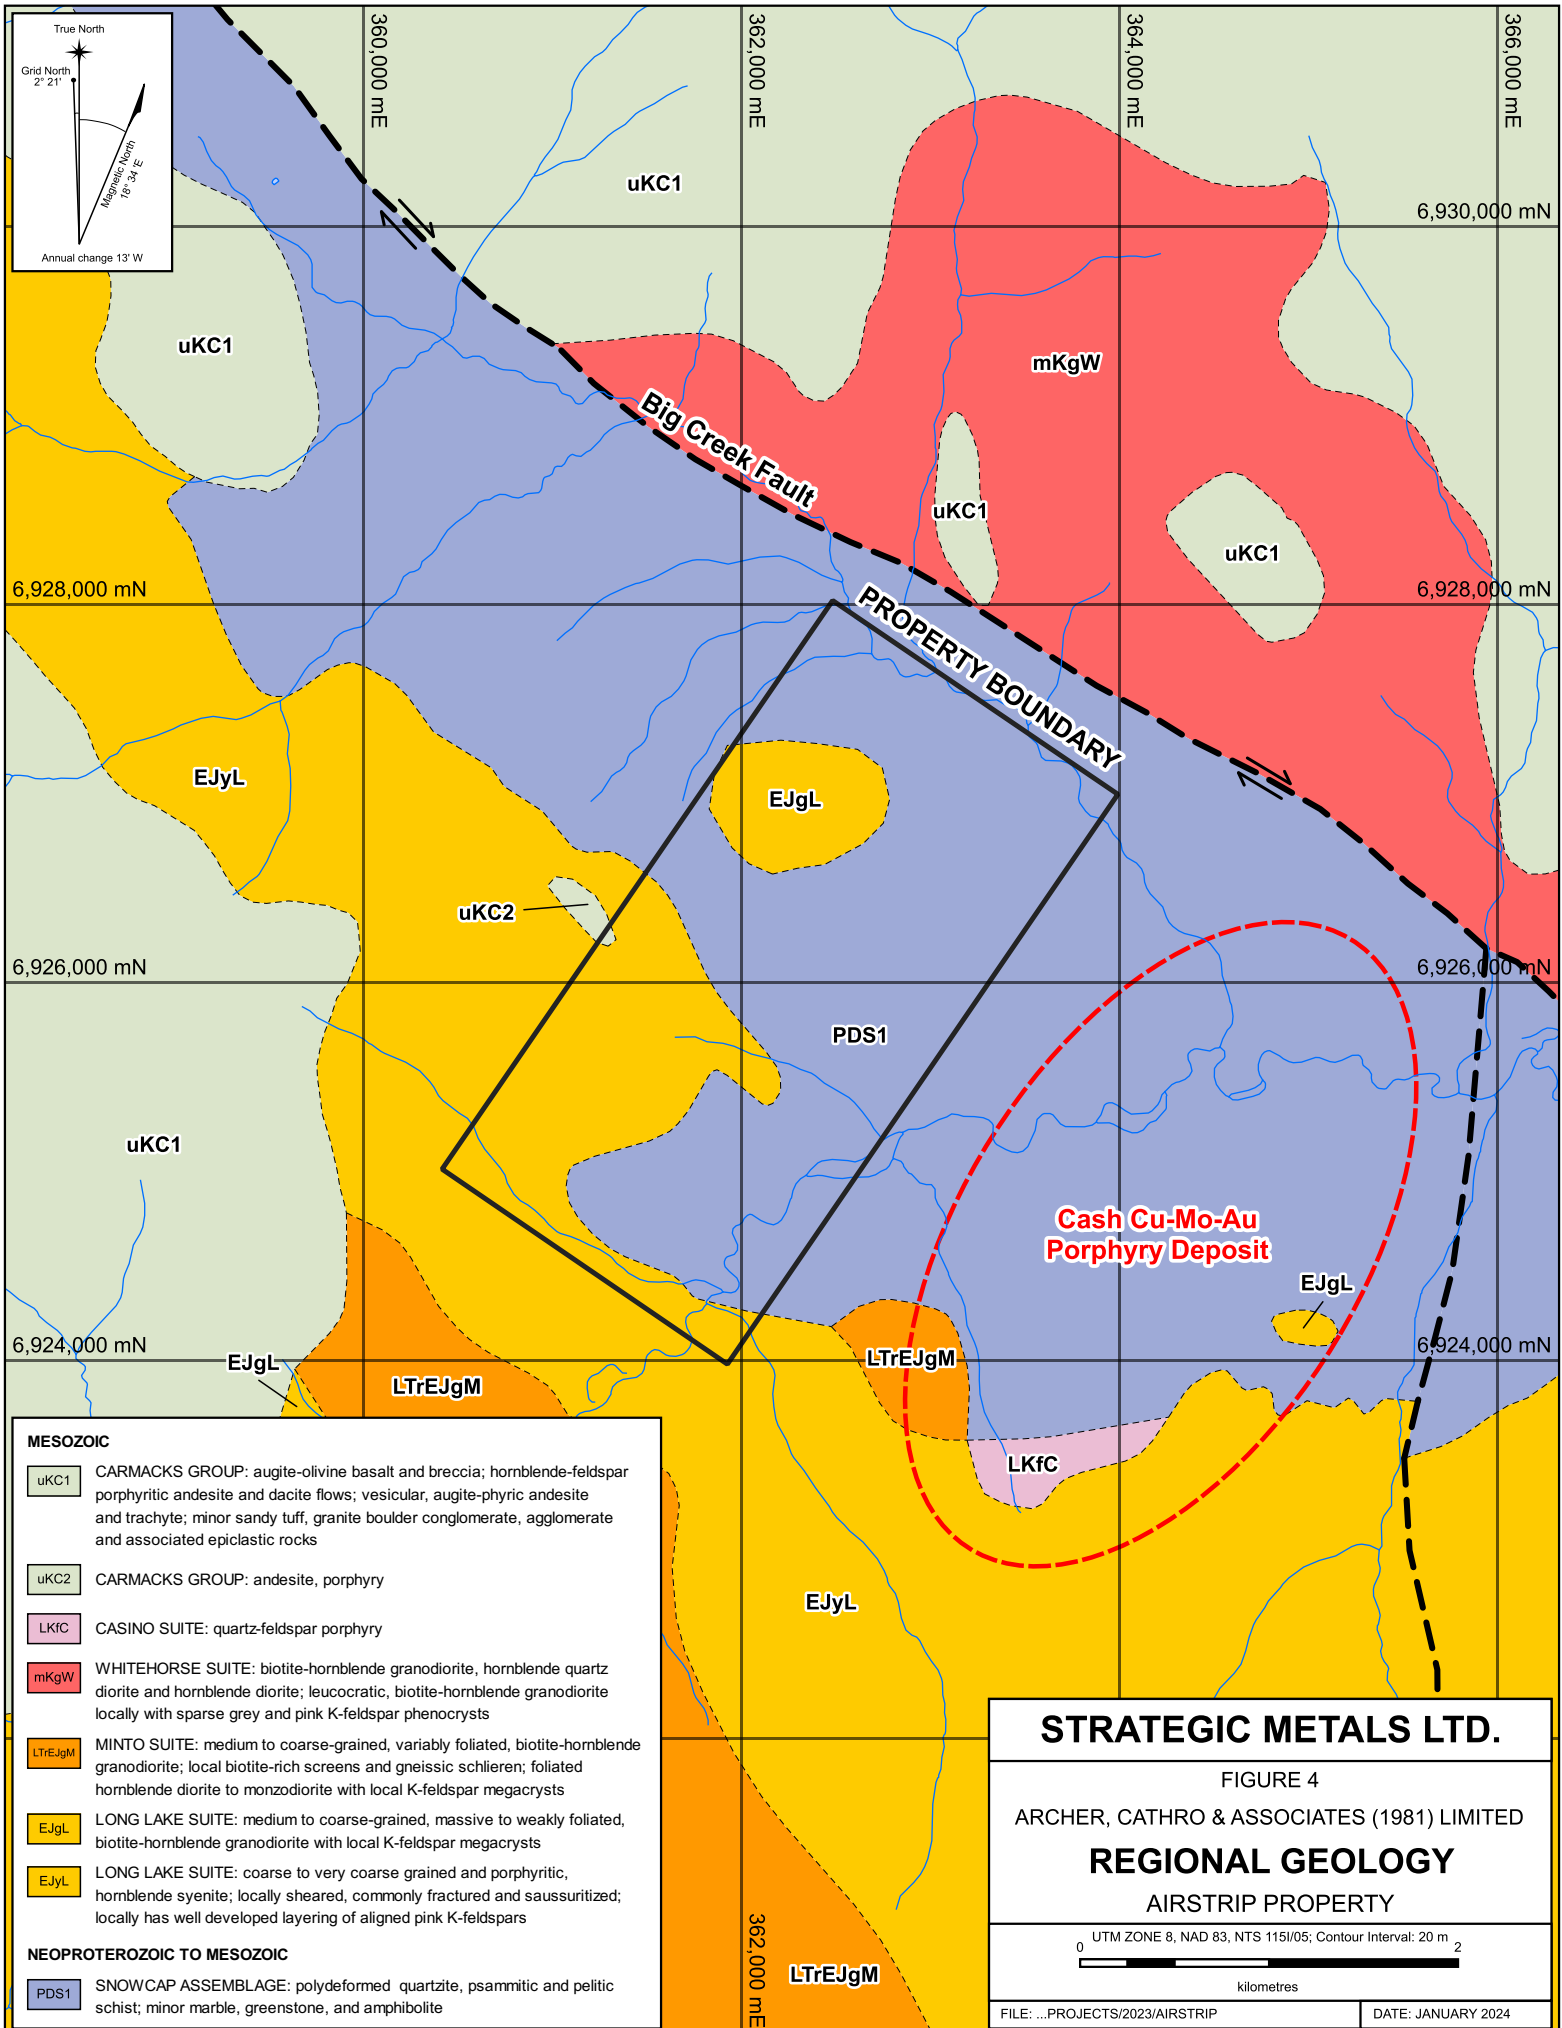 True North
Grid North
2° 21'
Magnetic North
18° 34 'E
Annual change 13' W
360,000 mE
362,000 mE
364,000 mE
366,000 mE
uKC1
6,930,000 mN
uKC1
mKgW
Big Creek Fault
uKC1
uKC1
6,928,000 mN
6,928,000 mN
PROPERTY BOUNDARY
EJyL
EJgL
uKC2
6,926,000 mN
6,926,000 mN
PDS1
uKC1
Cash Cu-Mo-Au
Porphyry Deposit
EJgL
6,924,000 mN
6,924,000 mN
EJgL
LTrEJgM
LTrEJgM
LKfC
EJyL
LTrEJgM
362,000 mE
MESOZOIC
uKC1
CARMACKS GROUP: augite-olivine basalt and breccia; hornblende-feldspar
porphyritic andesite and dacite flows; vesicular, augite-phyric andesite
and trachyte; minor sandy tuff, granite boulder conglomerate, agglomerate
and associated epiclastic rocks
uKC2
CARMACKS GROUP: andesite, porphyry
LKfC
CASINO SUITE: quartz-feldspar porphyry
mKgW
WHITEHORSE SUITE: biotite-hornblende granodiorite, hornblende quartz
diorite and hornblende diorite; leucocratic, biotite-hornblende granodiorite
locally with sparse grey and pink K-feldspar phenocrysts
LTrEJgM
MINTO SUITE: medium to coarse-grained, variably foliated, biotite-hornblende
granodiorite; local biotite-rich screens and gneissic schlieren; foliated
hornblende diorite to monzodiorite with local K-feldspar megacrysts
EJgL
LONG LAKE SUITE: medium to coarse-grained, massive to weakly foliated,
biotite-hornblende granodiorite with local K-feldspar megacrysts
EJyL
LONG LAKE SUITE: coarse to very coarse grained and porphyritic,
hornblende syenite; locally sheared, commonly fractured and saussuritized;
locally has well developed layering of aligned pink K-feldspars
NEOPROTEROZOIC TO MESOZOIC
PDS1
SNOWCAP ASSEMBLAGE: polydeformed quartzite, psammitic and pelitic
schist; minor marble, greenstone, and amphibolite
STRATEGIC METALS LTD.
FIGURE 4
ARCHER, CATHRO & ASSOCIATES (1981) LIMITED
REGIONAL GEOLOGY
AIRSTRIP PROPERTY
UTM ZONE 8, NAD 83, NTS 115I/05; Contour Interval: 20 m
0
2
kilometres
FILE: ...PROJECTS/2023/AIRSTRIP
DATE: JANUARY 2024